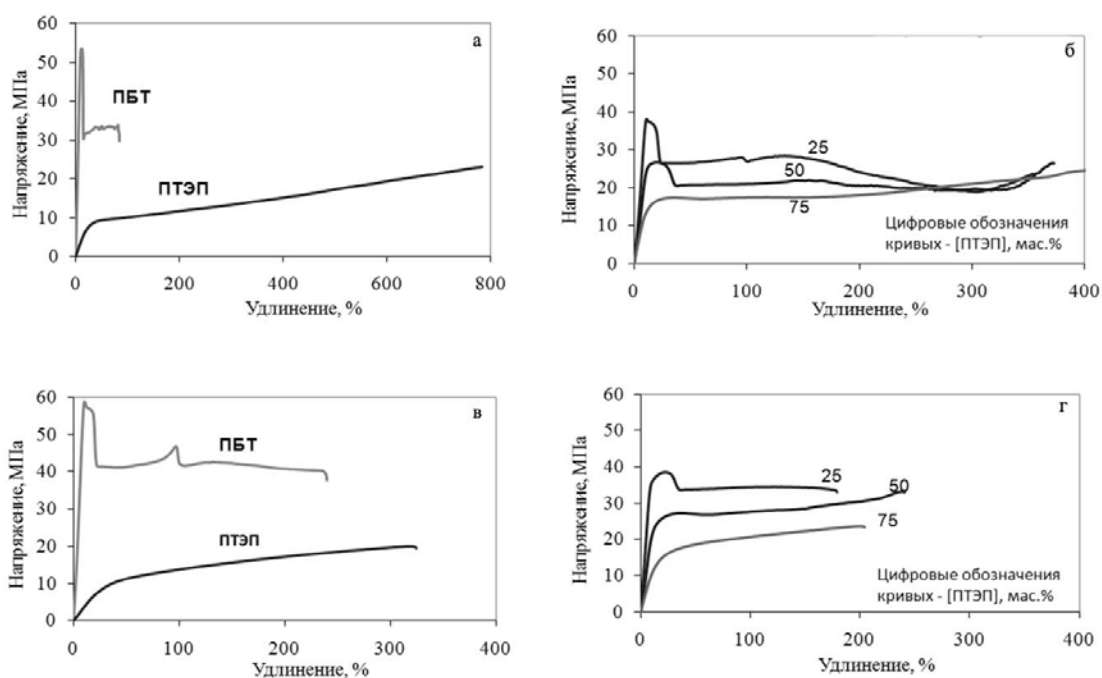 60
50
40
30
20
10
0
Напряжение, МПа
а
ПБТ
ПТЭП
0 200 400 600 800
Удлинение, %
60
50
40
30
20
10
0
Напряжение, МПа
б
25
50
75
Цифровые обозначения
кривых - [ПТЭП], мас.%
0 100 200 300 400
Удлинение, %
60
50
40
30
20
10
0
Напряжение, МПа
в
ПБТ
ПТЭП
0 100 200 300 400
Удлинение, %
60
50
40
30
20
10
0
Напряжение, МПа
г
25
50
75
Цифровые обозначения
кривых - [ПТЭП], мас.%
0 100 200 300 400
Удлинение, %